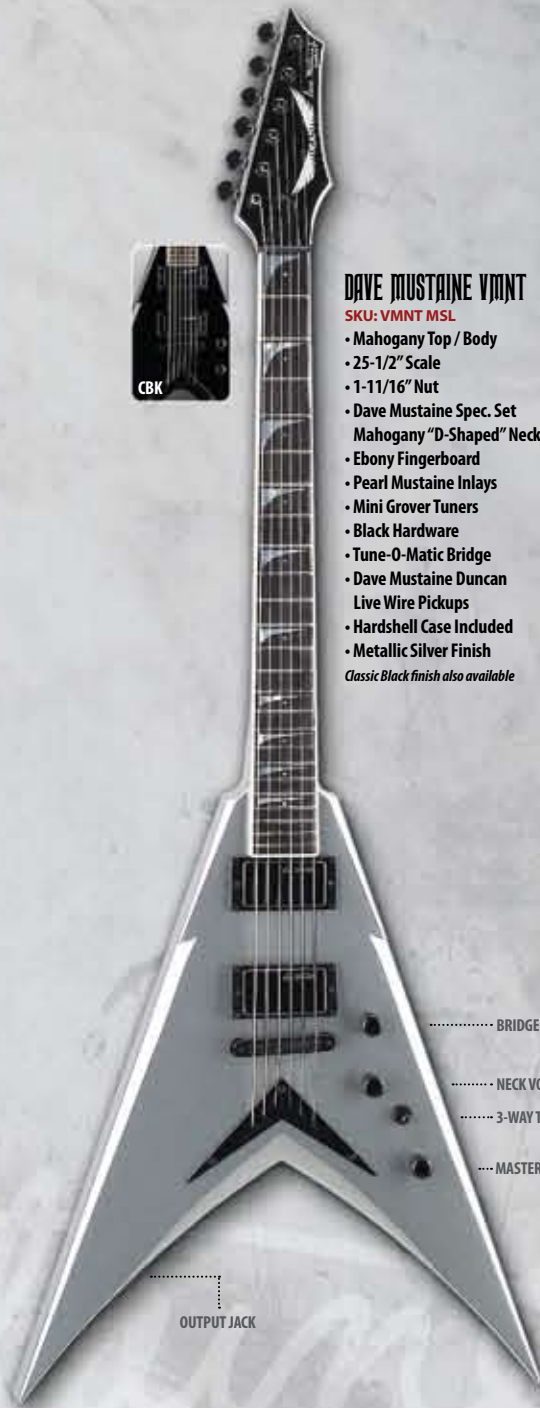 DAVE MUSTAINE VMNT
SKU: VMNT MSL
• Mahogany Top / Body
• 25-1/2" Scale
• 1-11/16" Nut
• Dave Mustaine Spec. Set
Mahogany "D-Shaped" Neck
• Ebony Fingerboard
• Pearl Mustaine Inlays
• Mini Grover Tuners
• Black Hardware
• Tune-O-Matic Bridge
• Dave Mustaine Duncan
Live Wire Pickups
• Hardshell Case Included
• Metallic Silver Finish
Classic Black finish also available
CBK
BRIDGE
NECK VO
3-WAY T
MASTER
OUTPUT JACK